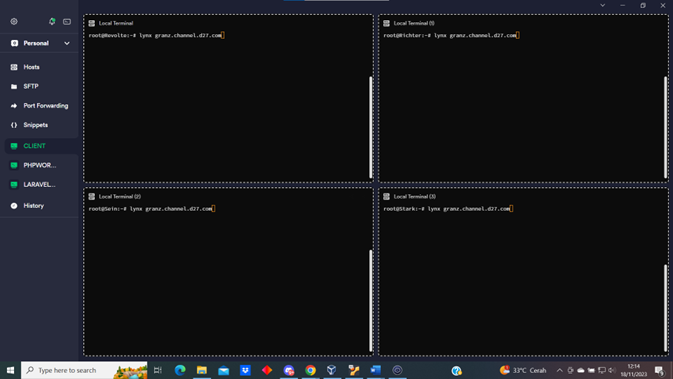 Local Terminal
root@Revolte:~# lynx granz.channel.d27.com
Local Terminal (1)
root@Richter:~# lynx granz.channel.d27.com
Personal
Hosts
SFTP
Port Forwarding
Snippets
CLIENT
PHPWOR...
LARAVEL...
History
Local Terminal (2)
root@Sein:~# lynx granz.channel.d27.com
Local Terminal (3)
root@Stark:~# lynx granz.channel.d27.com
Type here to search
33°C Cerah
12:14
18/11/2023